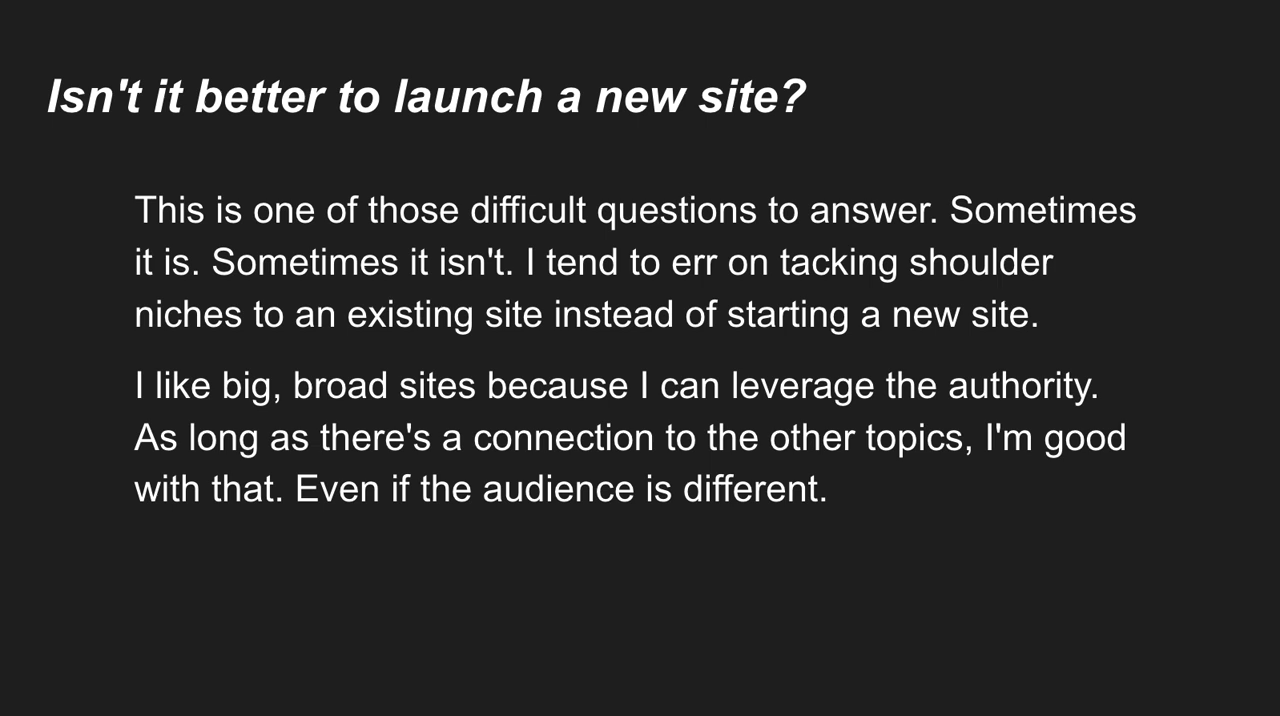 Isn't it better to launch a new site?
This is one of those difficult questions to answer. Sometimes
it is. Sometimes it isn't. I tend to err on tacking shoulder
niches to an existing site instead of starting a new site.
I like big, broad sites because I can leverage the authority.
As long as there's a connection to the other topics, I'm good
with that. Even if the audience is different.